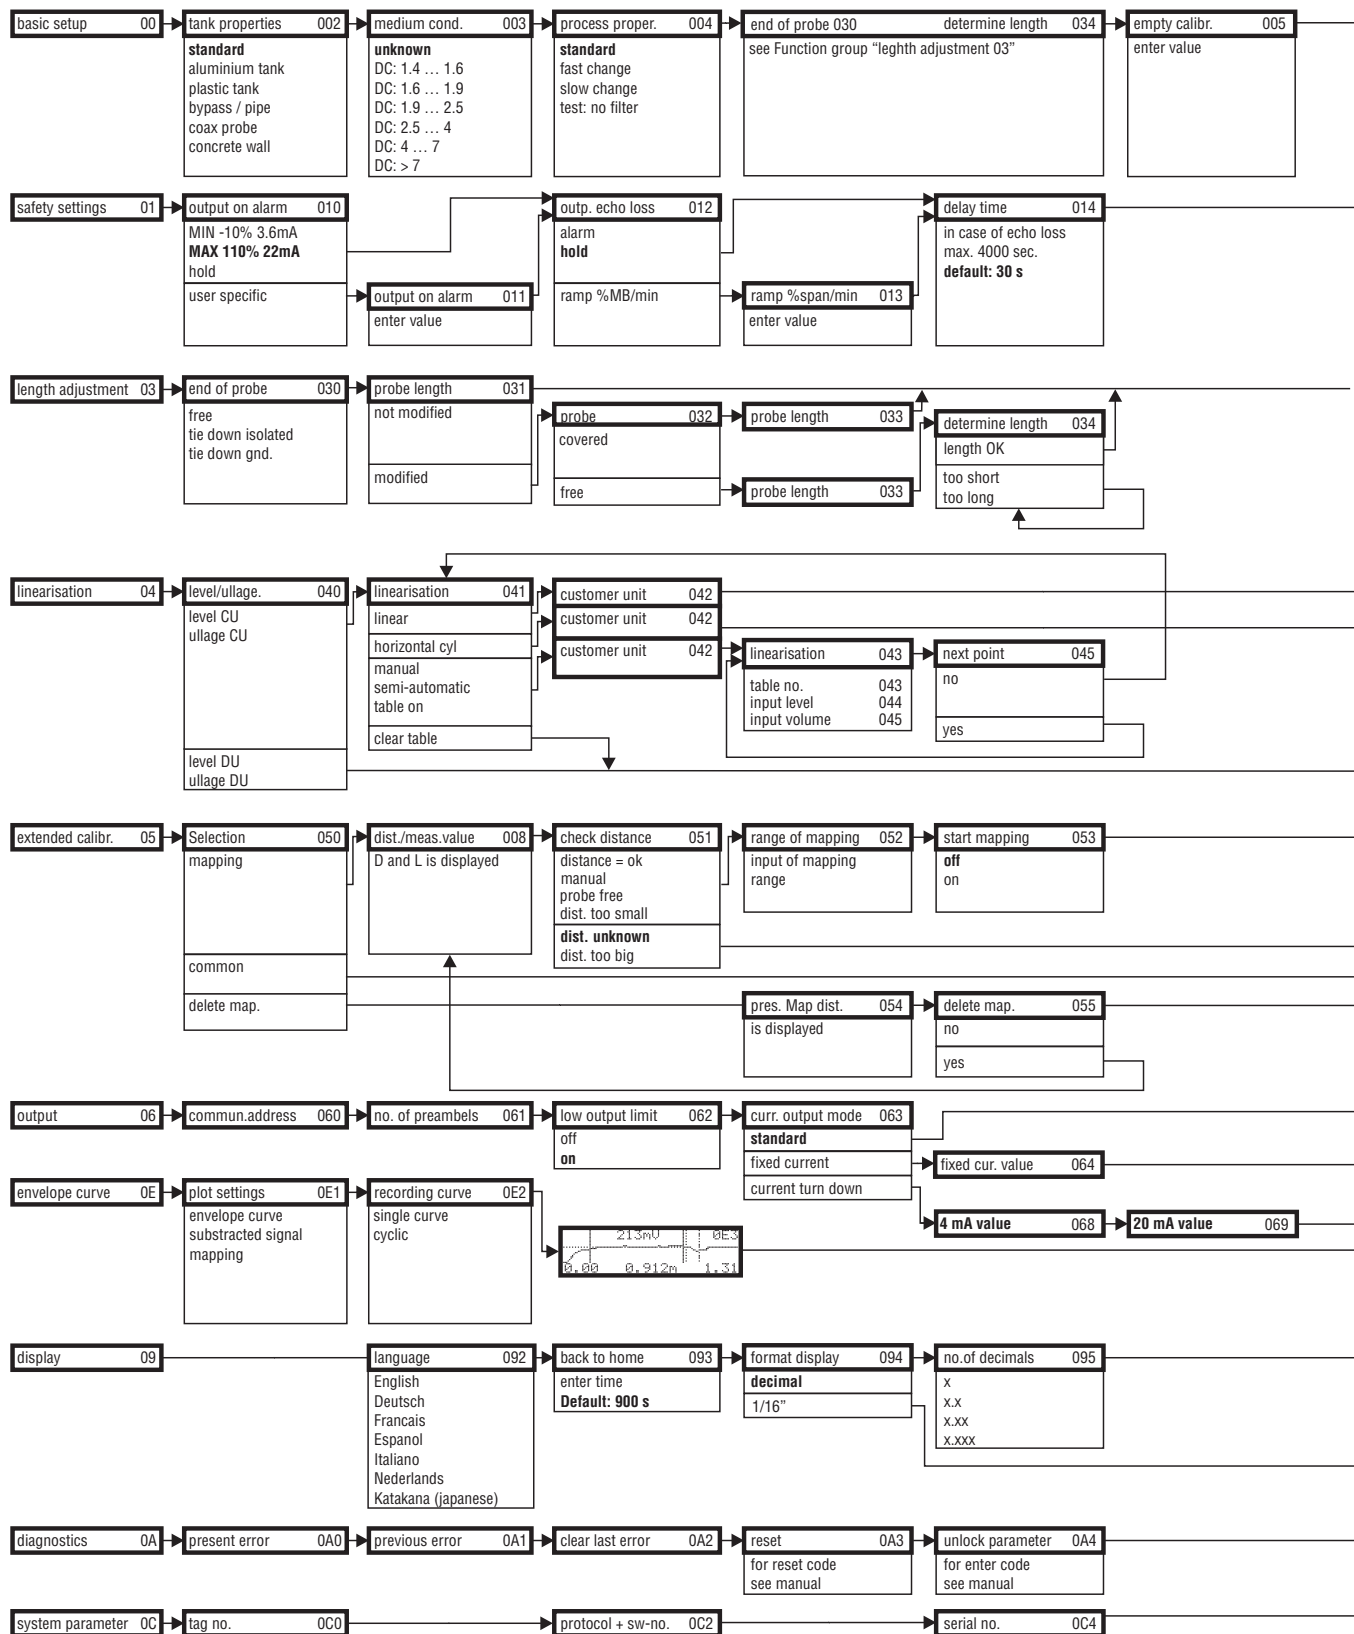 basic setup 00
tank properties 002
medium cond. 003
process proper. 004
end of probe 030 determine length 034
empty calibr. 005
standard
aluminium tank
plastic tank
bypass / pipe
coax probe
concrete wall
unknown
DC: 1.4 … 1.6
DC: 1.6 … 1.9
DC: 1.9 … 2.5
DC: 2.5 … 4
DC: 4 … 7
DC: > 7
standard
fast change
slow change
test: no filter
see Function group “leghth adjustment 03”
enter value
safety settings 01
output on alarm 010
outp. echo loss 012
delay time 014
MIN -10% 3.6mA
MAX 110% 22mA
hold
user specific
output on alarm 011
enter value
alarm
hold
ramp %MB/min
ramp %span/min 013
enter value
in case of echo loss
max. 4000 sec.
default: 30 s
length adjustment 03
end of probe 030
probe length 031
free
tie down isolated
tie down gnd.
not modified
modified
probe 032
covered
free
probe length 033
probe length 033
determine length 034
length OK
too short
too long
linearisation 04
level/ullage. 040
linearisation 041
customer unit 042
customer unit 042
customer unit 042
level CU
ullage CU
level DU
ullage DU
linear
horizontal cyl
manual
semi-automatic
table on
clear table
linearisation 043
table no. 043
input level 044
input volume 045
next point 045
no
yes
extended calibr. 05
Selection 050
dist./meas.value 008
check distance 051
range of mapping 052
start mapping 053
mapping
common
delete map.
D and L is displayed
distance = ok
manual
probe free
dist. too small
dist. unknown
dist. too big
input of mapping
range
off
on
pres. Map dist. 054
is displayed
delete map. 055
no
yes
output 06
commun.address 060
no. of preambels 061
low output limit 062
curr. output mode 063
off
on
standard
fixed current
current turn down
fixed cur. value 064
4 mA value 068
20 mA value 069
envelope curve 0E
plot settings 0E1
recording curve 0E2
envelope curve
substracted signal
mapping
single curve
cyclic
213mV 0E3
0.00 0.912m 1.31
display 09
language 092
back to home 093
format display 094
no.of decimals 095
English
Deutsch
Francais
Espanol
Italiano
Nederlands
Katakana (japanese)
enter time
Default: 900 s
decimal
1/16”
x
x.x
x.xx
x.xxx
diagnostics 0A
present error 0A0
previous error 0A1
clear last error 0A2
reset 0A3
unlock parameter 0A4
for reset code
see manual
for enter code
see manual
system parameter 0C
tag no. 0C0
protocol + sw-no. 0C2
serial no. 0C4